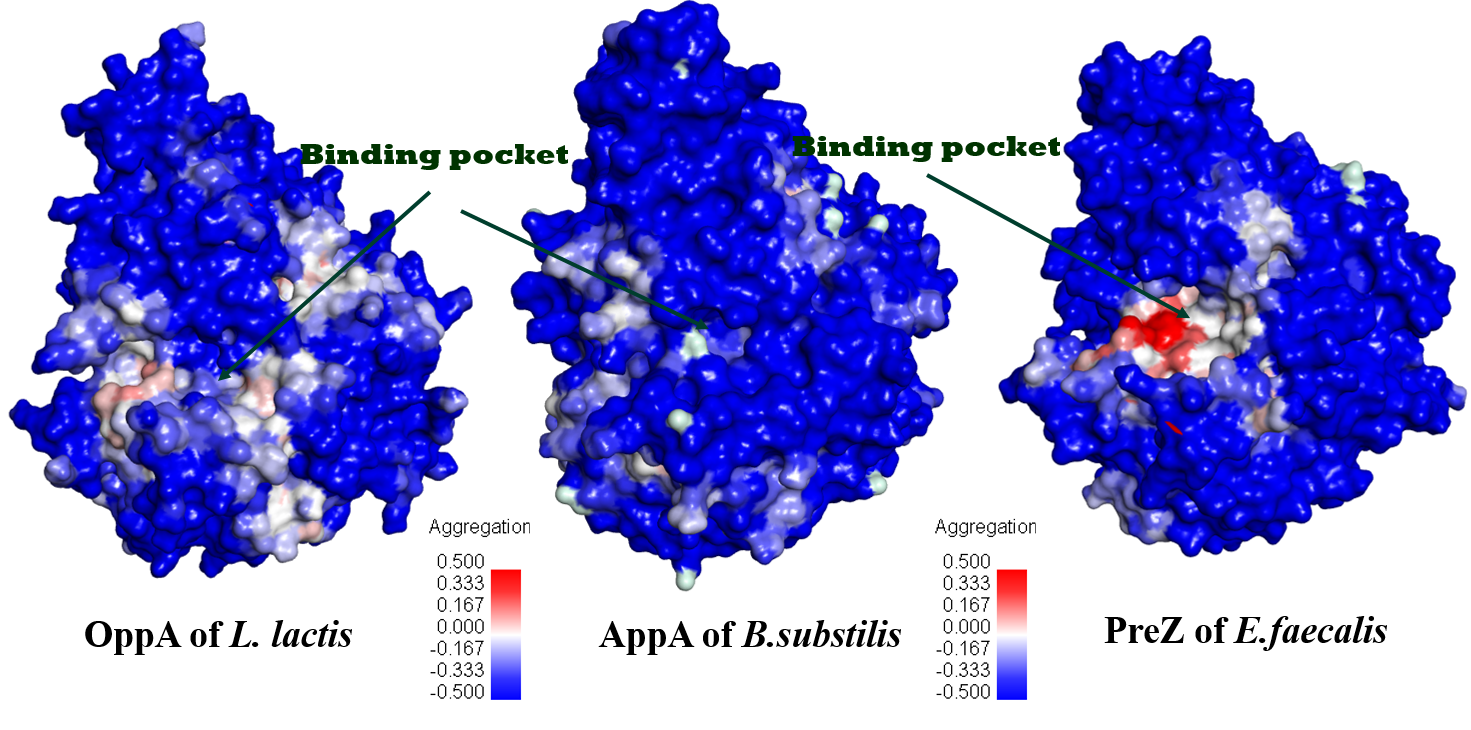 Binding pocket
Binding pocket
Aggregation
0.500
0.333
0.167
0.000
-0.167
-0.333
-0.500
Aggregation
0.500
0.333
0.167
0.000
-0.167
-0.333
-0.500
OppA of L. lactis
AppA of B.substilis
PreZ of E.faecalis